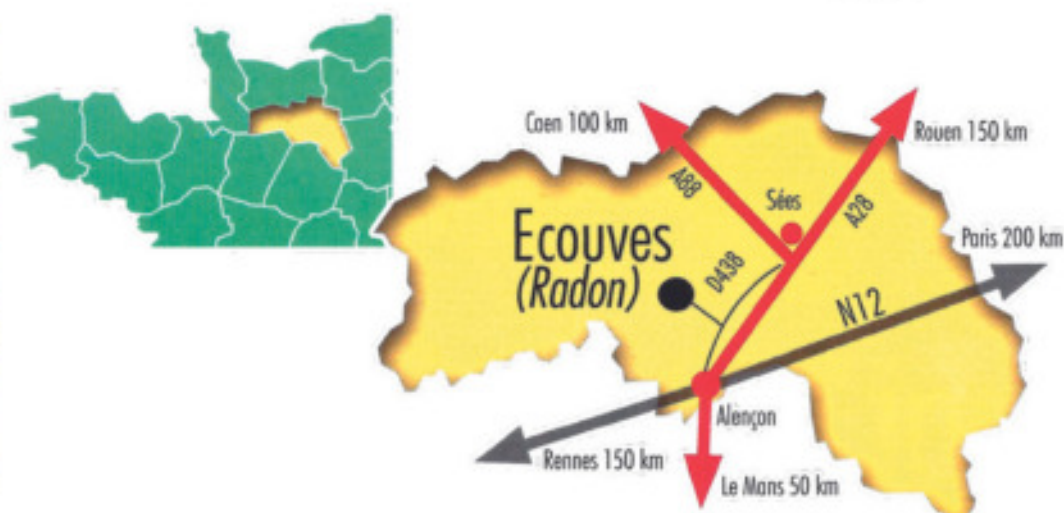 Caen 100 km
Rouen 150 km
A88
Sées
A28
Paris 200 km
Ecouves
(Radon)
D438
N12
Alençon
Rennes 150 km
Le Mans 50 km